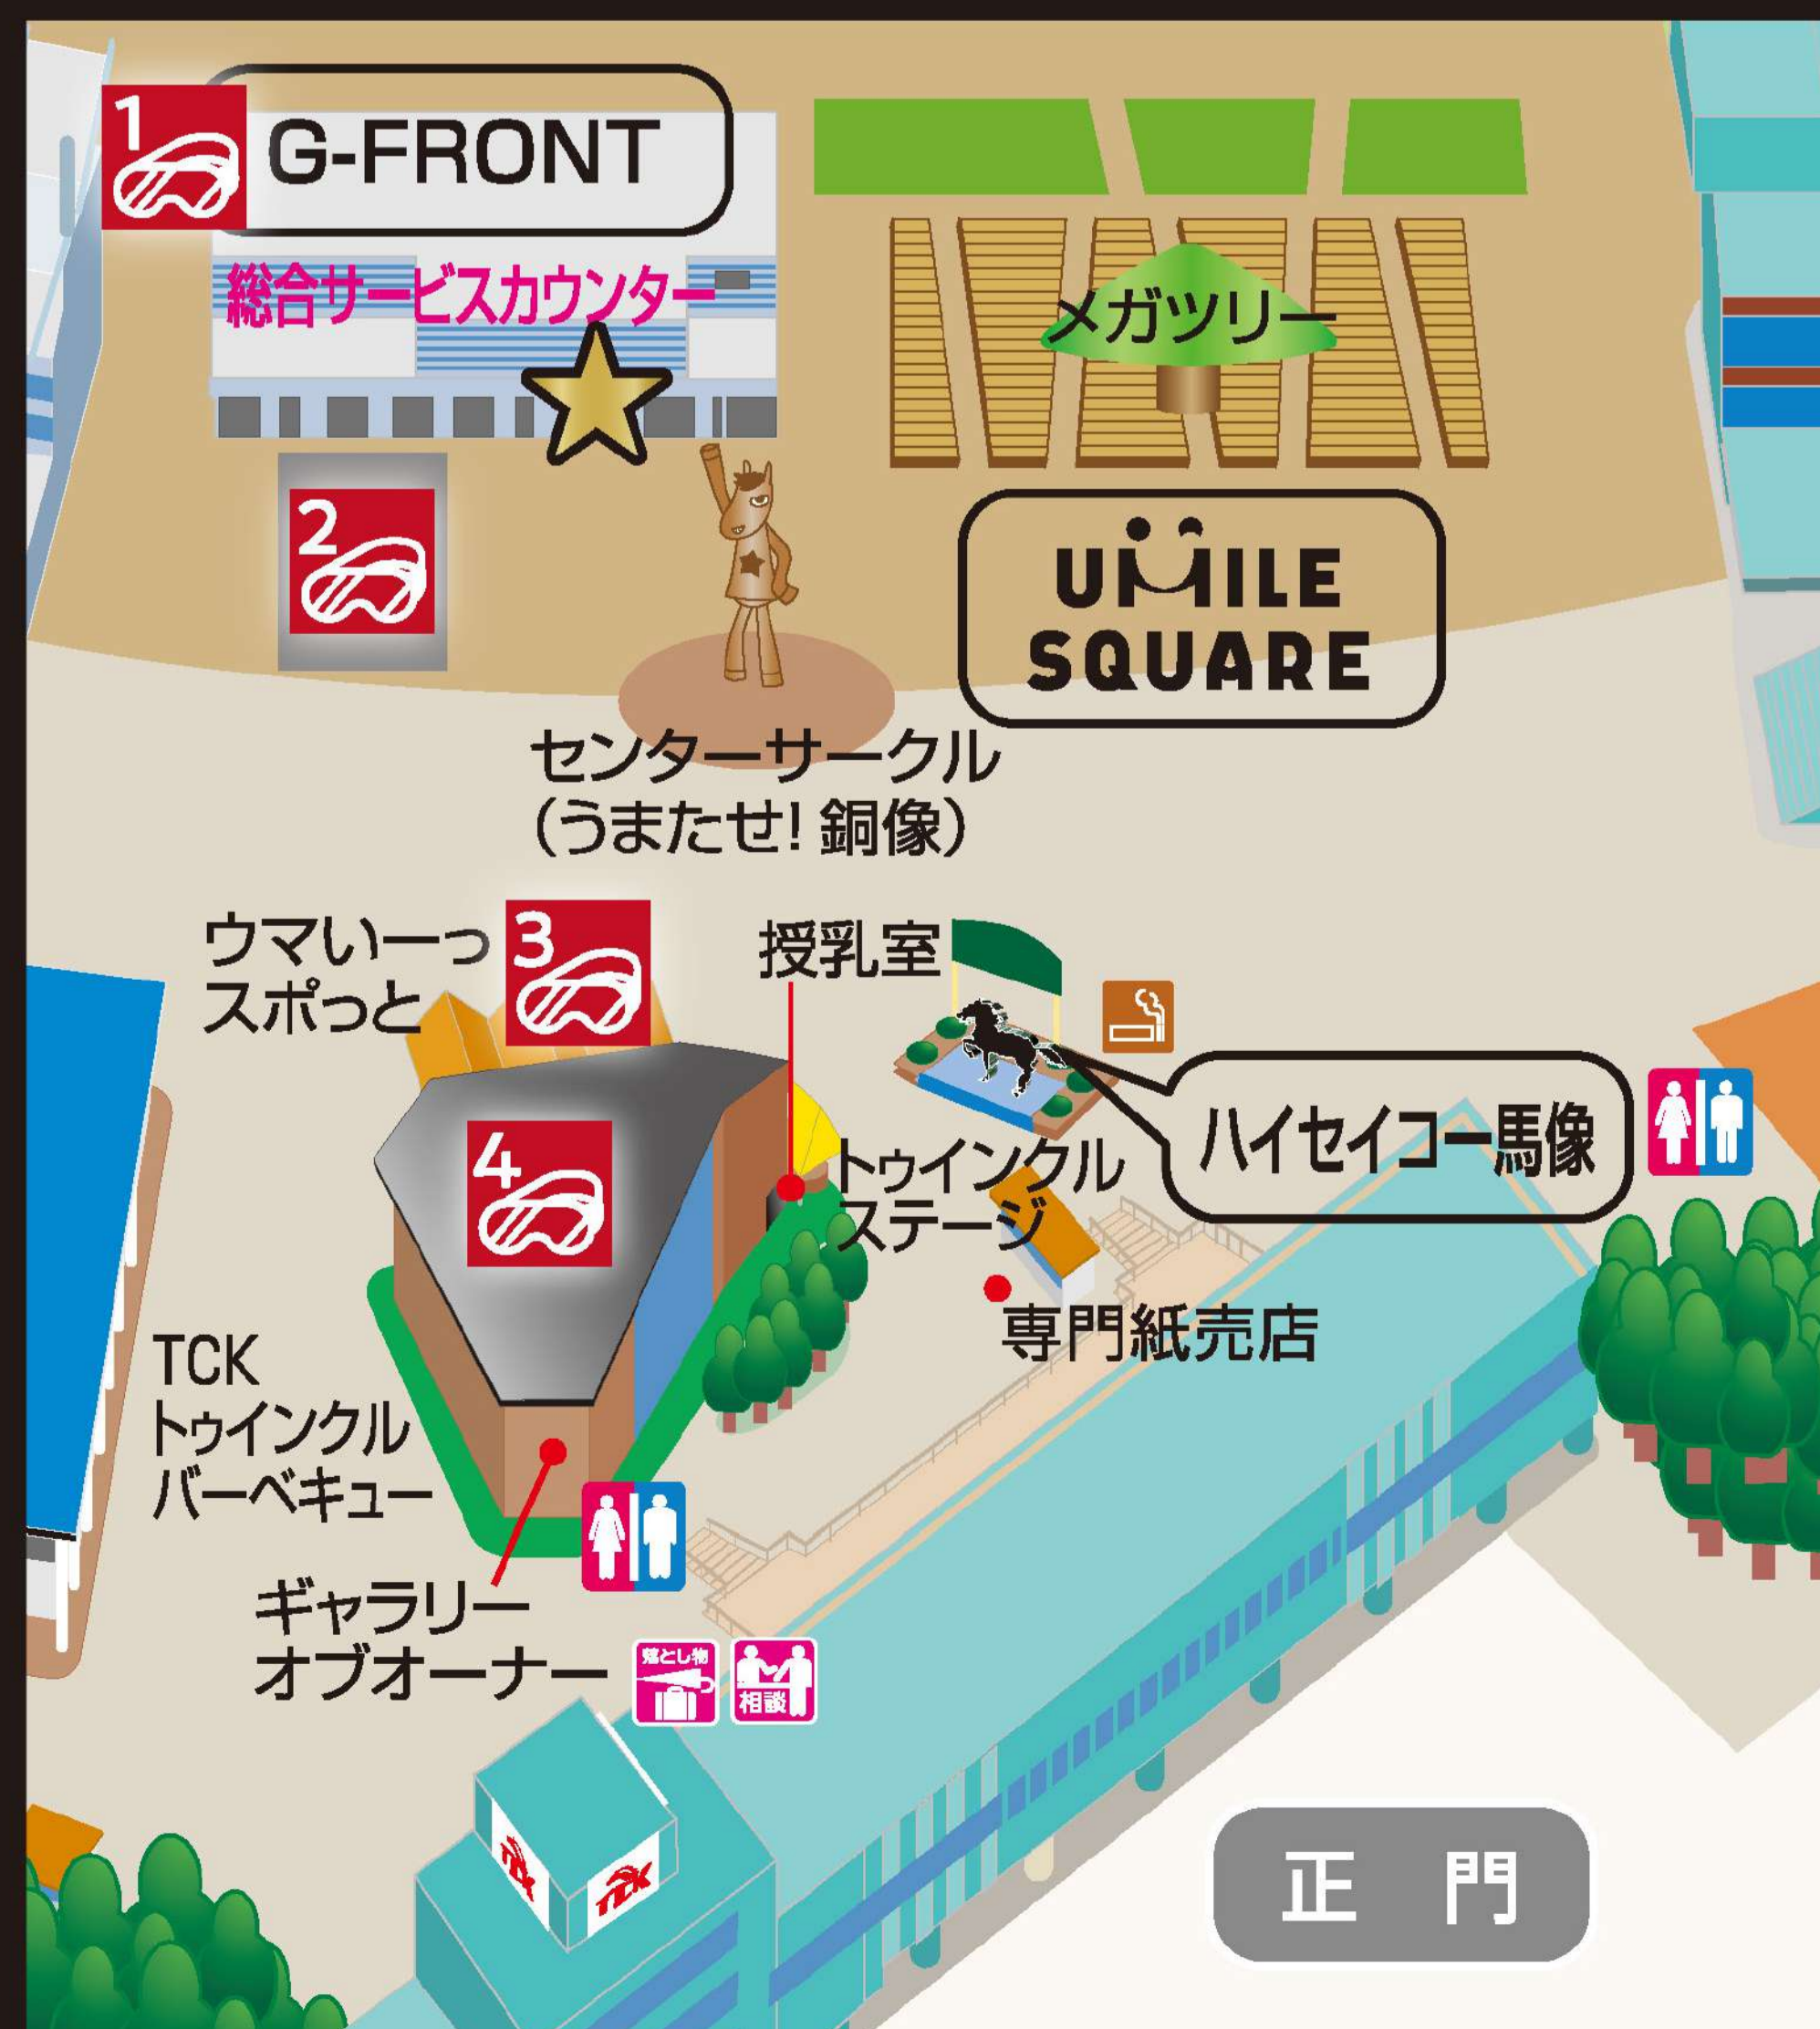 1
G-FRONT
総合サービスカウンター
メガツリー
2
UMILE
SQUARE
センターサークル
(うまたせ! 銅像)
ウマい一っ
スポっと
3
授乳室
ハイセイコー馬像
4
トゥインクル
ステージ
専門紙売店
TCK
トゥインクル
バーベキュー
ギャラリー
オブオーナー
落とし物
相談
TCK
TCK
正 門